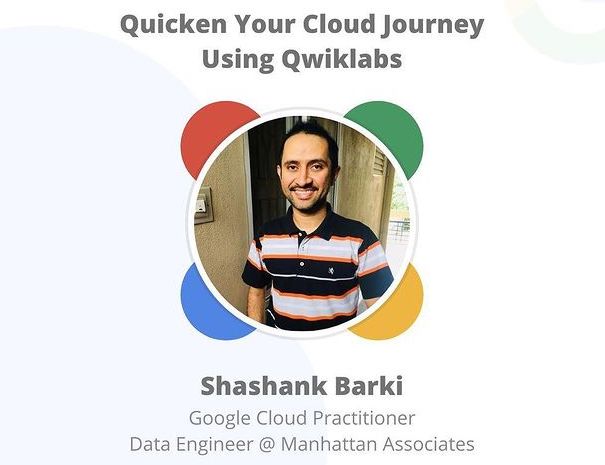 Quicken Your Cloud Journey
Using Qwiklabs
Shashank Barki
Google Cloud Practitioner
Data Engineer @ Manhattan Associates